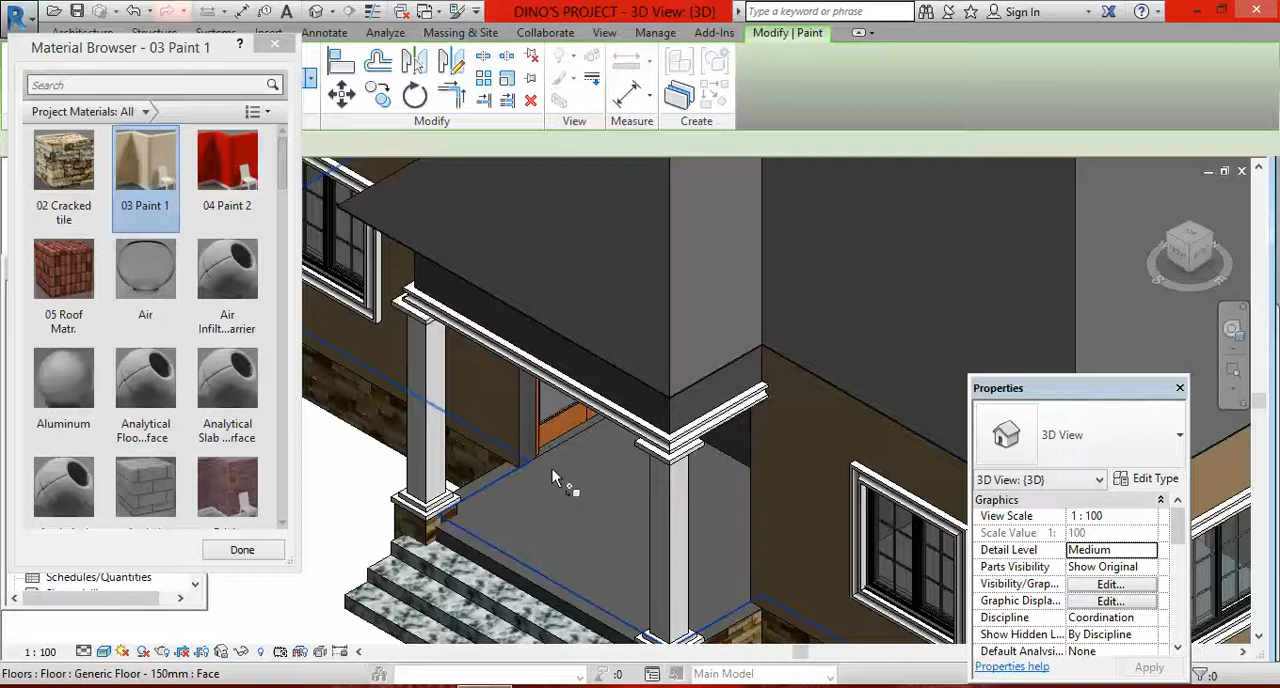 DINO'S PROJECT - 3D View: {3D}
Type a keyword or phrase
Sign In
Annotate
Analyze
Massing & Site
Collaborate
View
Manage
Add-Ins
Modify | Paint
Modify
View
Measure
Create
Material Browser - 03 Paint 1
?
Search
Project Materials: All
02 Cracked
tile
03 Paint 1
04 Paint 2
05 Roof
Matr.
Air
Air
Infilt...arrier
Aluminum
Analytical
Floo...face
Analytical
Slab ...rface
Done
Schedules/Quantities
TOP
Properties
3D View
3D View: {3D}
Edit Type
Graphics
View Scale
1 : 100
Scale Value 1:
100
Detail Level
Medium
Parts Visibility
Show Original
Visibility/Grap...
Edit...
Graphic Displa...
Edit...
Discipline
Coordination
Show Hidden L...
By Discipline
Default Analysi...
None
Properties help
Apply
1 : 100
Floors : Floor : Generic Floor - 150mm : Face
:0
Main Model
:0